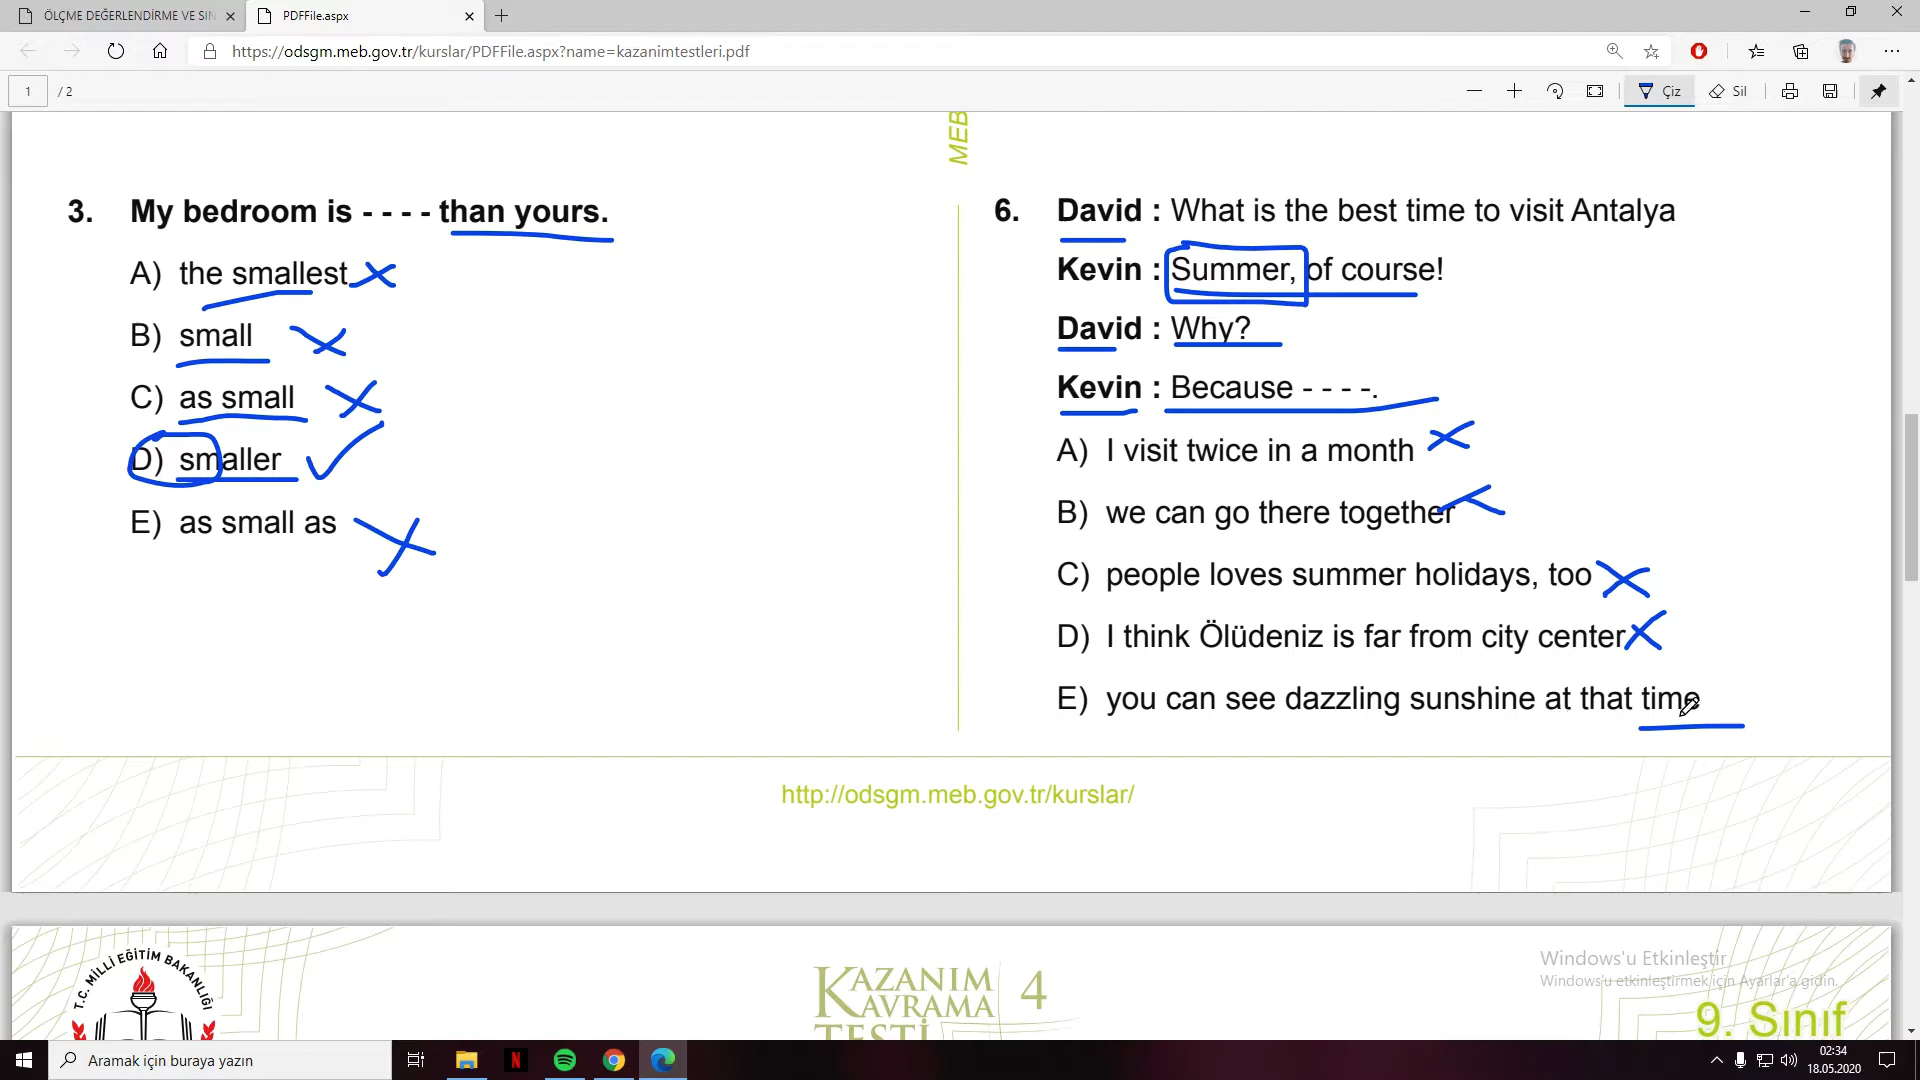 ÖLÇME DEĞERLENDİRME VE SIN
PDFFile.aspx
https://odsgm.meb.gov.tr/kurslar/PDFFile.aspx?name=kazanimtestleri.pdf
1 / 2
Çiz
Sil
MEB
3. My bedroom is - - - - than yours.
A) the smallest
B) small
C) as small
D) smaller
E) as small as
6. David : What is the best time to visit Antalya
Kevin : Summer, of course!
David : Why?
Kevin : Because - - - -.
A) I visit twice in a month
B) we can go there together
C) people loves summer holidays, too
D) I think Ölüdeniz is far from city center
E) you can see dazzling sunshine at that time
http://odsgm.meb.gov.tr/kurslar/
T.C. MİLLİ EĞİTİM BAKANLIĞI
KAZANIM
KAVRAMA
TESTİ
4
Windows'u Etkinleştir
Windows'u etkinleştirmek için Ayarlar'a gidin.
9. Sınıf
Aramak için buraya yazın
02:34
18.05.2020